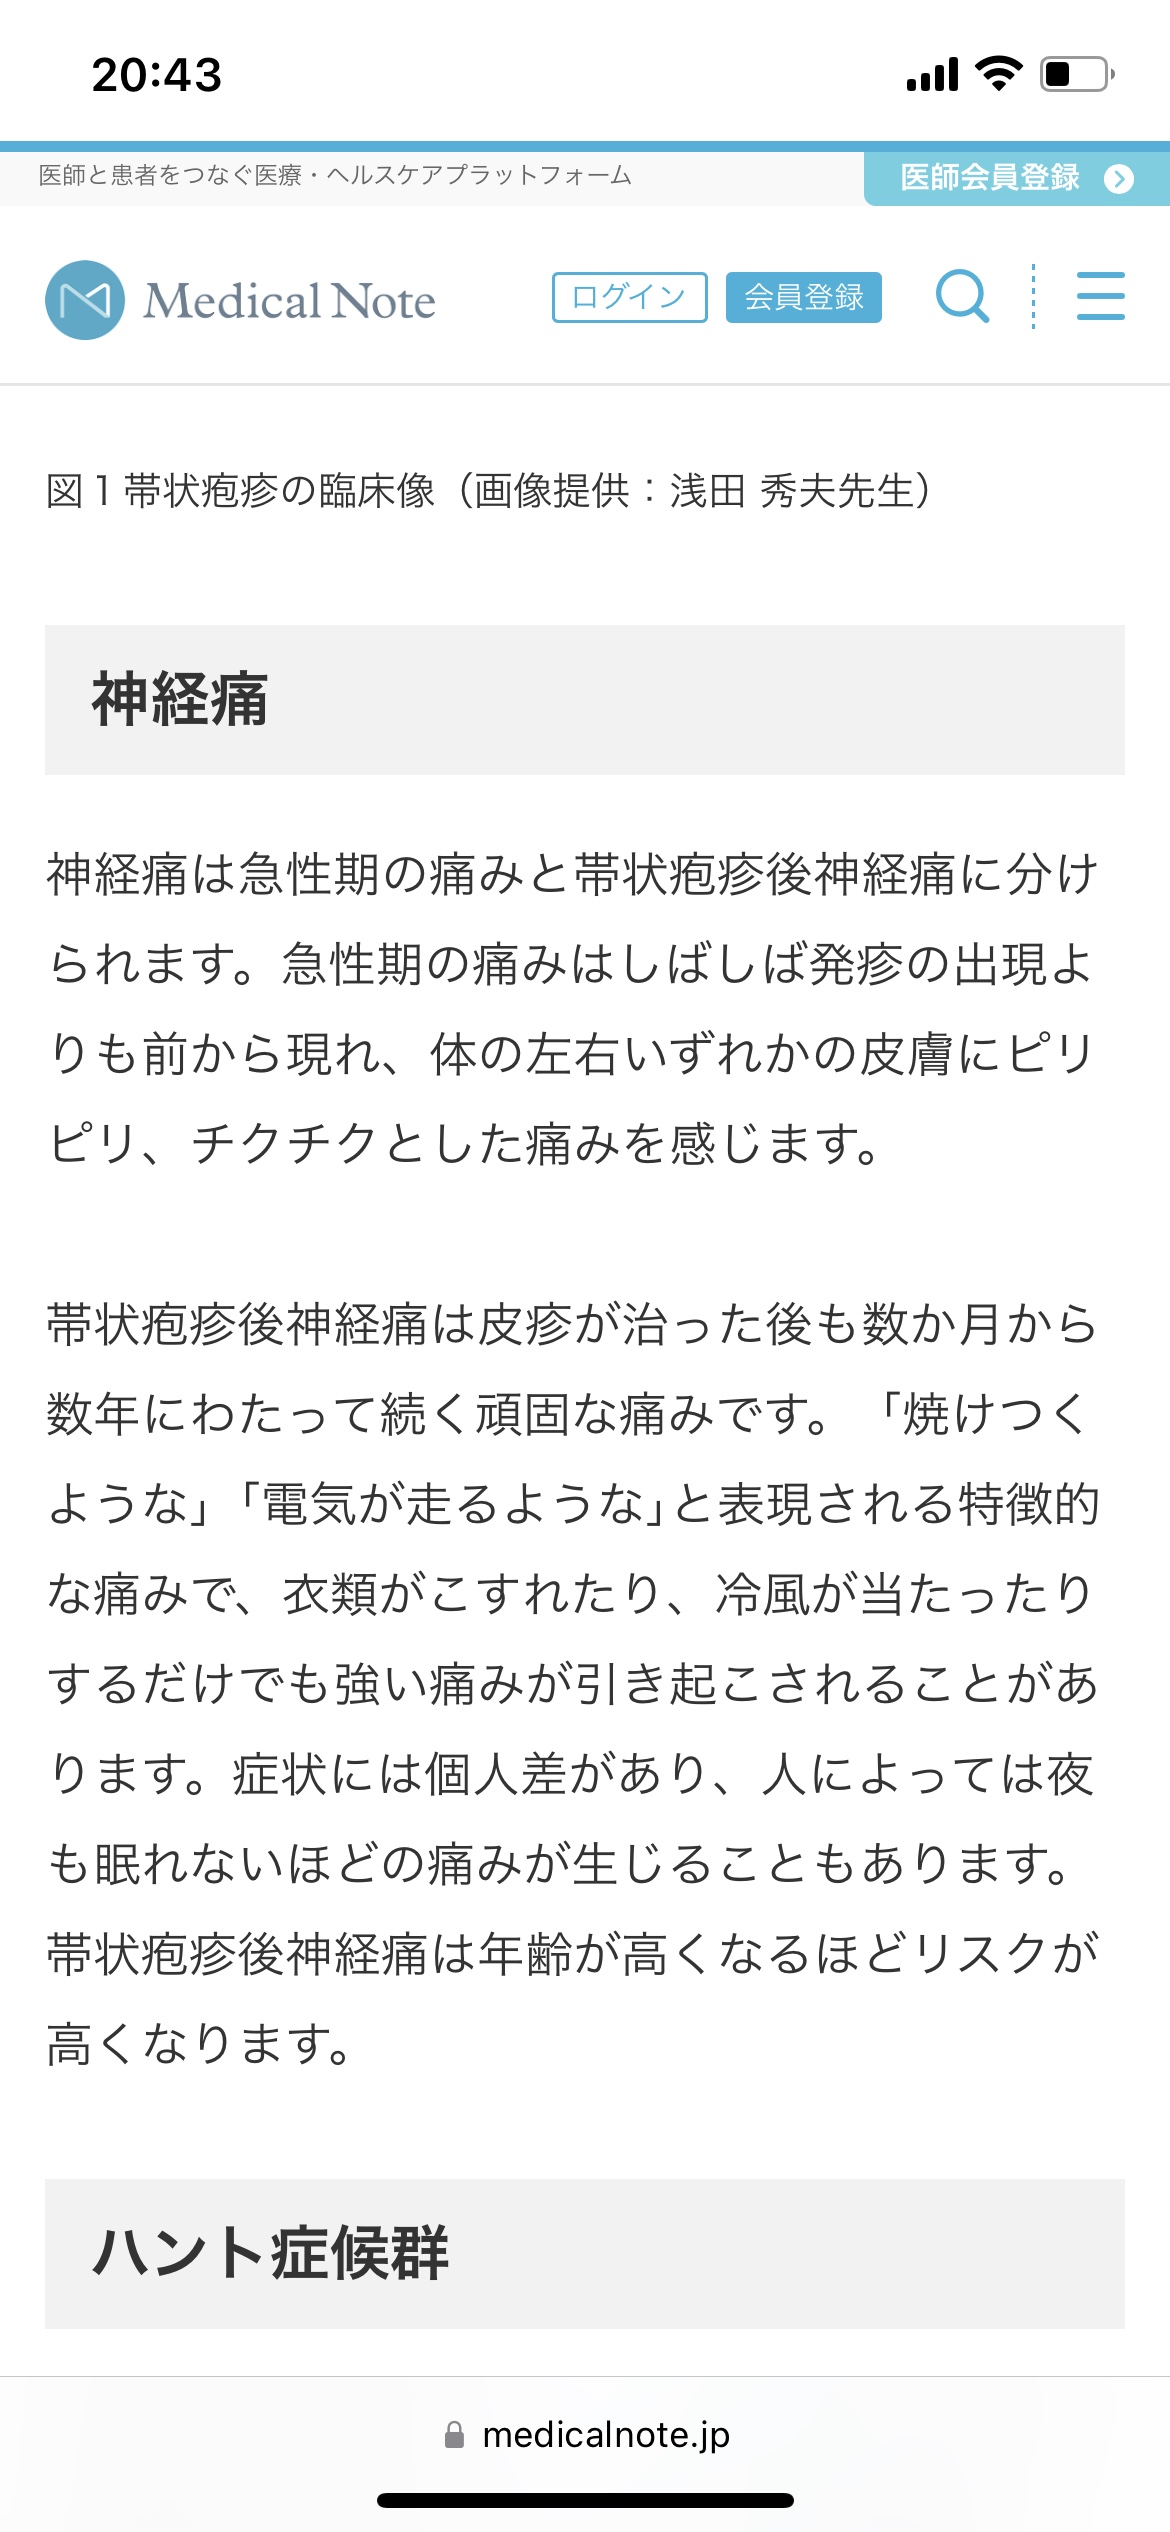 20:43
医師と患者をつなぐ医療・ヘルスケアプラットフォーム
医師会員登録
Medical Note
ログイン
会員登録
図１帯状疱疹の臨床像（画像提供：浅田 秀夫先生）
神経痛
神経痛は急性期の痛みと帯状疱疹後神経痛に分け
られます。急性期の痛みはしばしば発疹の出現よ
りも前から現れ、体の左右いずれかの皮膚にピリ
ピリ、チクチクとした痛みを感じます。
帯状疱疹後神経痛は皮疹が治った後も数か月から
数年にわたって続く頑固な痛みです。「焼けつく
ような」「電気が走るような」と表現される特徴的
な痛みで、衣類がこすれたり、冷風が当たったり
するだけでも強い痛みが引き起こされることがあ
ります。症状には個人差があり、人によっては夜
も眠れないほどの痛みが生じることもあります。
帯状疱疹後神経痛は年齢が高くなるほどリスクが
高くなります。
ハント症候群
medicalnote.jp